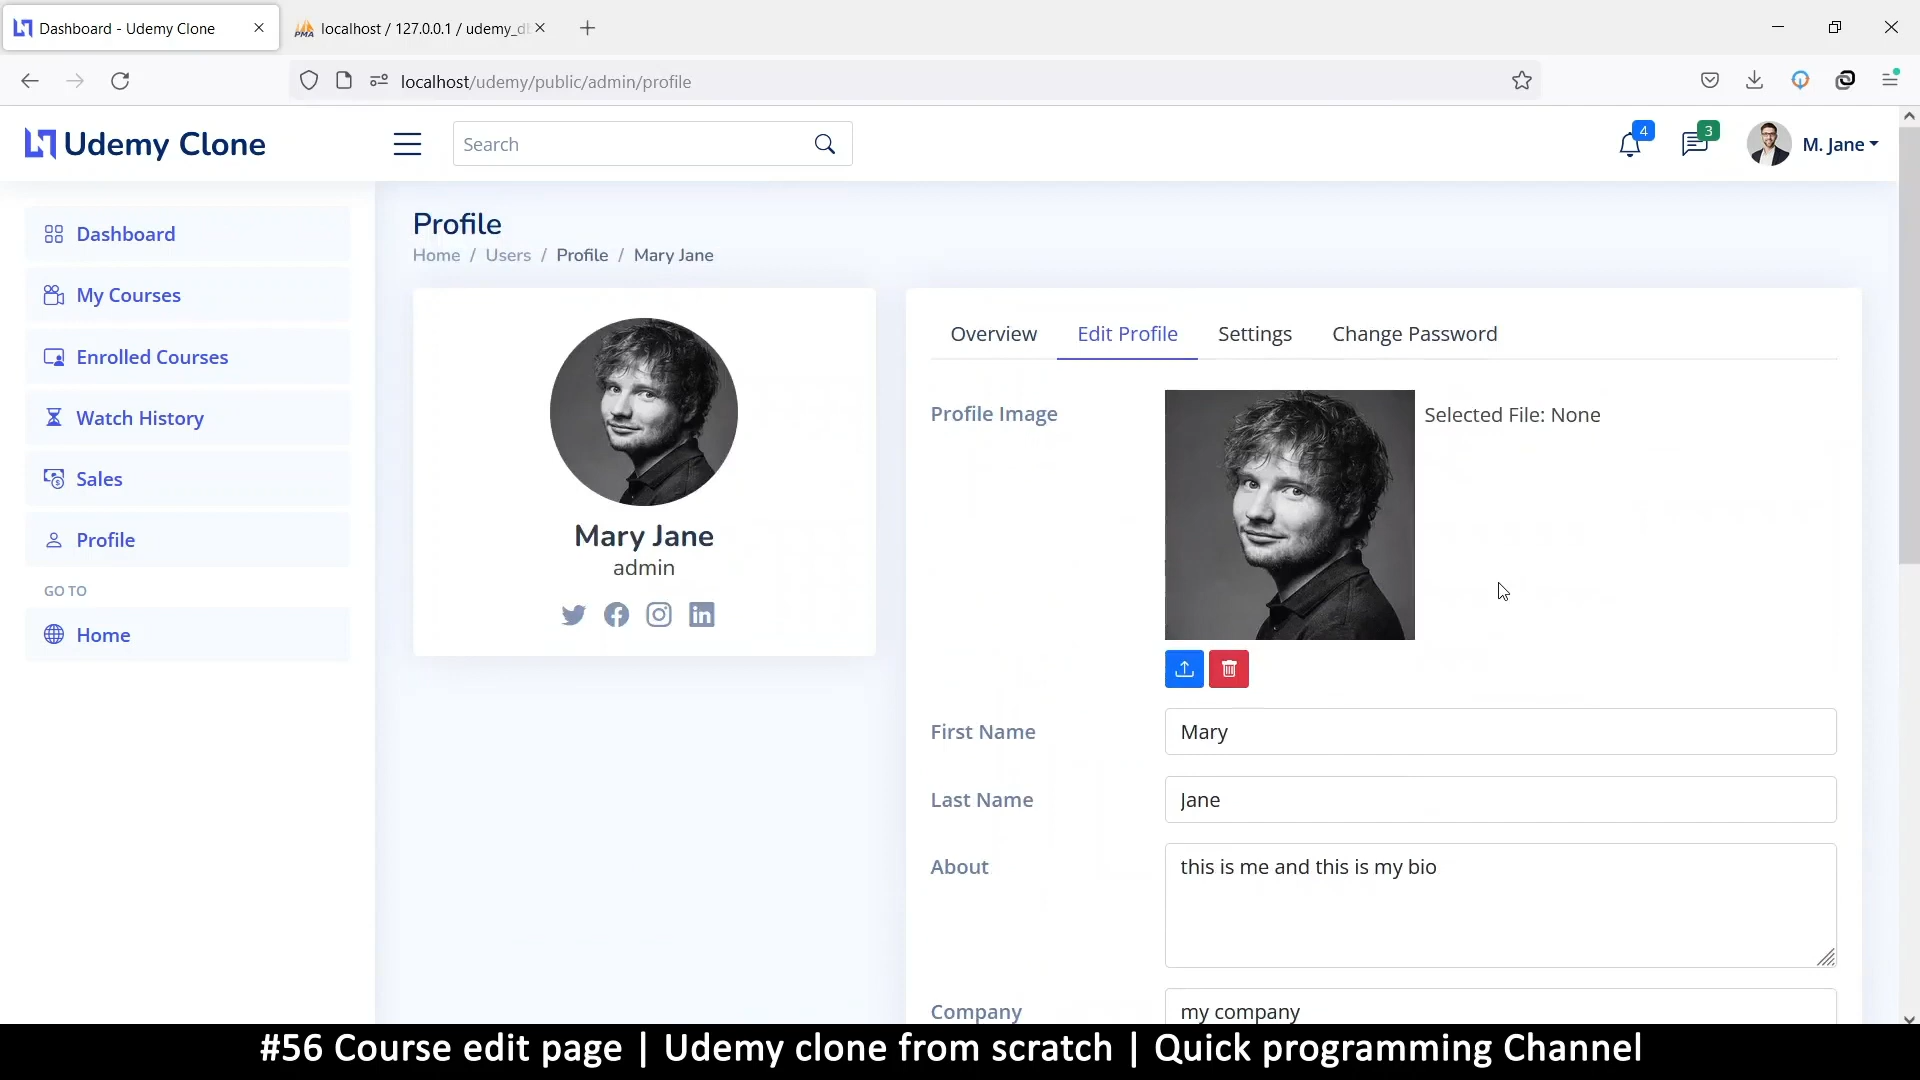 Dashboard - Udemy Clone
localhost / 127.0.0.1 / udemy_d
localhost/udemy/public/admin/profile
Udemy Clone
Search
4
3
M. Jane
Dashboard
My Courses
Enrolled Courses
Watch History
Sales
Profile
GO TO
Home
Profile
Home / Users / Profile / Mary Jane
Mary Jane
admin
Overview
Edit Profile
Settings
Change Password
Profile Image
Selected File: None
First Name
Mary
Last Name
Jane
About
this is me and this is my bio
Company
my company
#56 Course edit page | Udemy clone from scratch | Quick programming Channel